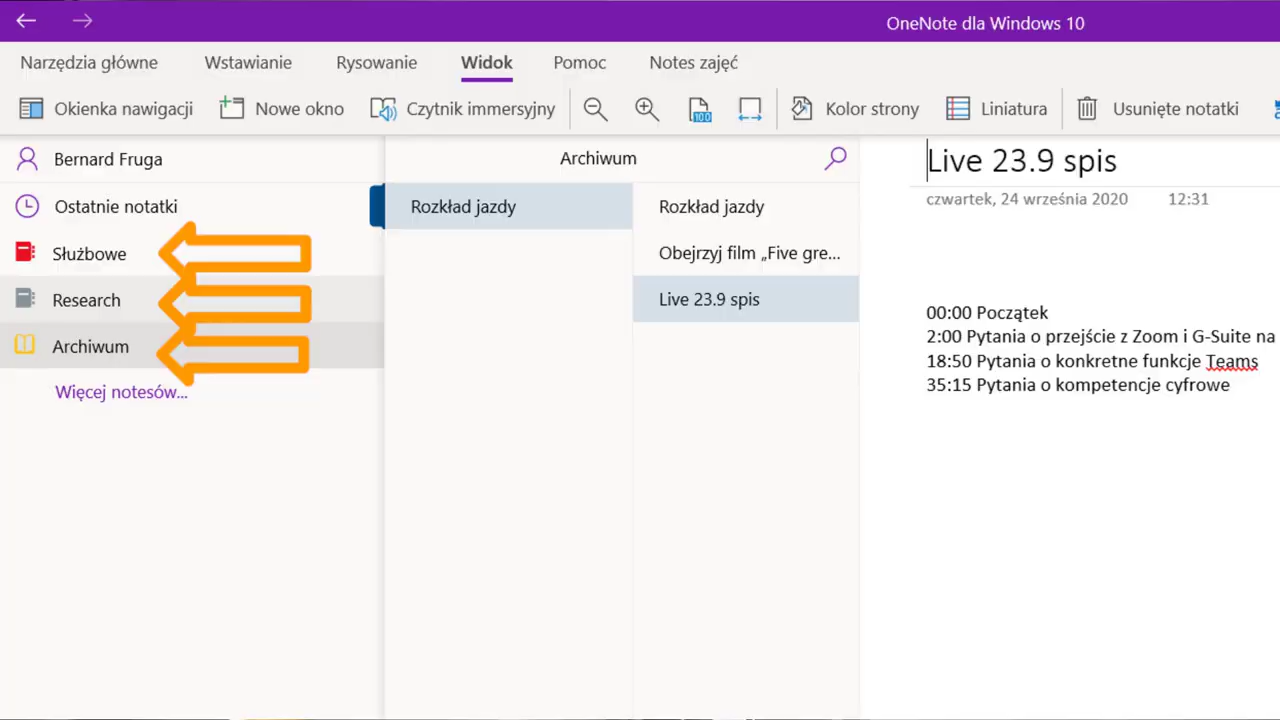 OneNote dla Windows 10
Narzędzia główne Wstawianie Rysowanie Widok Pomoc Notes zajęć
Okienka nawigacji Nowe okno Czytnik immersyjny 100 Kolor strony Liniatura Usunięte notatki
Bernard Fruga
Ostatnie notatki
Służbowe
Research
Archiwum
Więcej notesów...
Archiwum
Rozkład jazdy
Rozkład jazdy
Obejrzyj film „Five gre...
Live 23.9 spis
Live 23.9 spis
czwartek, 24 września 2020 12:31
00:00 Początek
2:00 Pytania o przejście z Zoom i G-Suite na
18:50 Pytania o konkretne funkcje Teams
35:15 Pytania o kompetencje cyfrowe